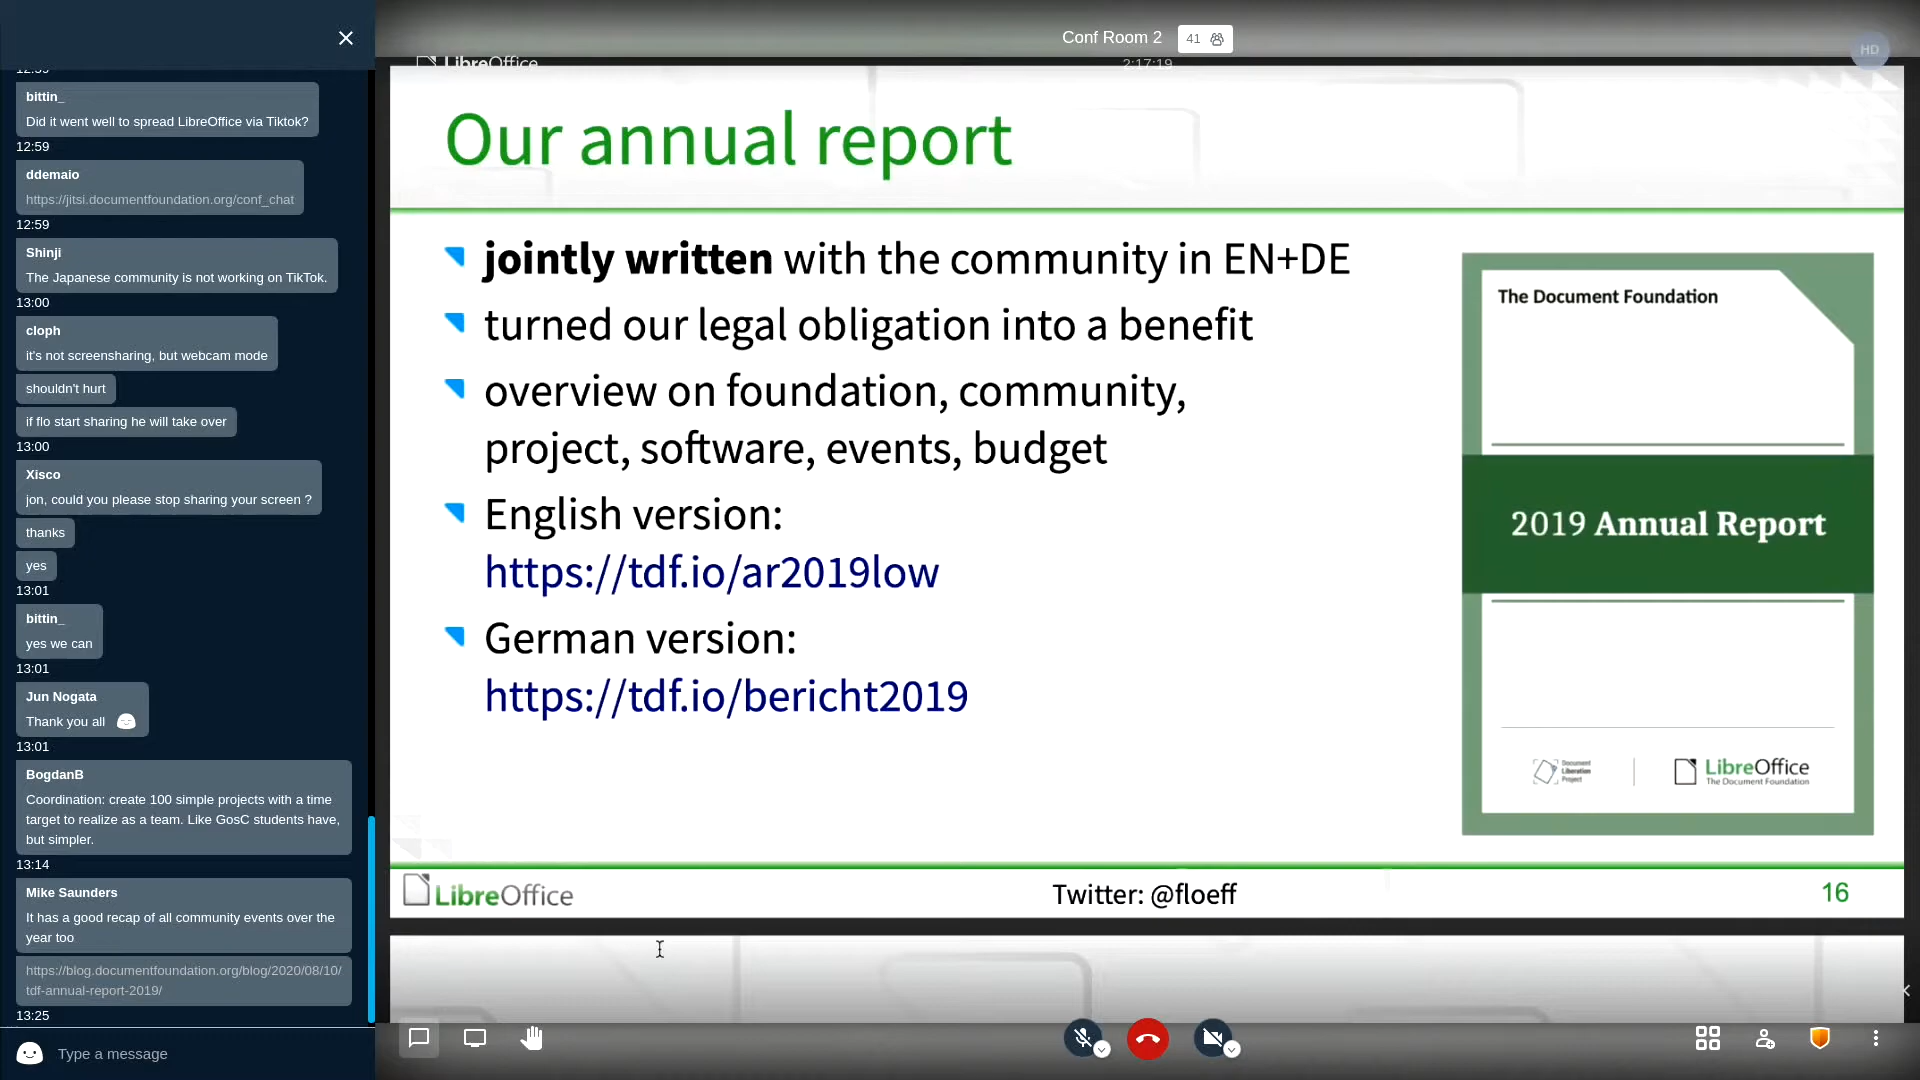 12:59
bittin_
Did it went well to spread LibreOffice via Tiktok?
12:59
ddemaio
https://jitsi.documentfoundation.org/conf_chat
12:59
Shinji
The Japanese community is not working on TikTok.
13:00
cloph
it's not screensharing, but webcam mode
shouldn't hurt
if flo start sharing he will take over
13:00
Xisco
jon, could you please stop sharing your screen ?
thanks
yes
13:01
bittin_
yes we can
13:01
Jun Nogata
Thank you all
13:01
BogdanB
Coordination: create 100 simple projects with a time
target to realize as a team. Like GosC students have,
but simpler.
13:14
Mike Saunders
It has a good recap of all community events over the
year too
https://blog.documentfoundation.org/blog/2020/08/10/
tdf-annual-report-2019/
13:25
Type a message
Conf Room 2
41
HD
LibreOffice
2:17:19
Our annual report
jointly written with the community in EN+DE
turned our legal obligation into a benefit
overview on foundation, community,
project, software, events, budget
English version:
https://tdf.io/ar2019low
German version:
https://tdf.io/bericht2019
The Document Foundation
2019 Annual Report
Document
Liberation
Project
LibreOffice
The Document Foundation
LibreOffice
Twitter: @floeff
16